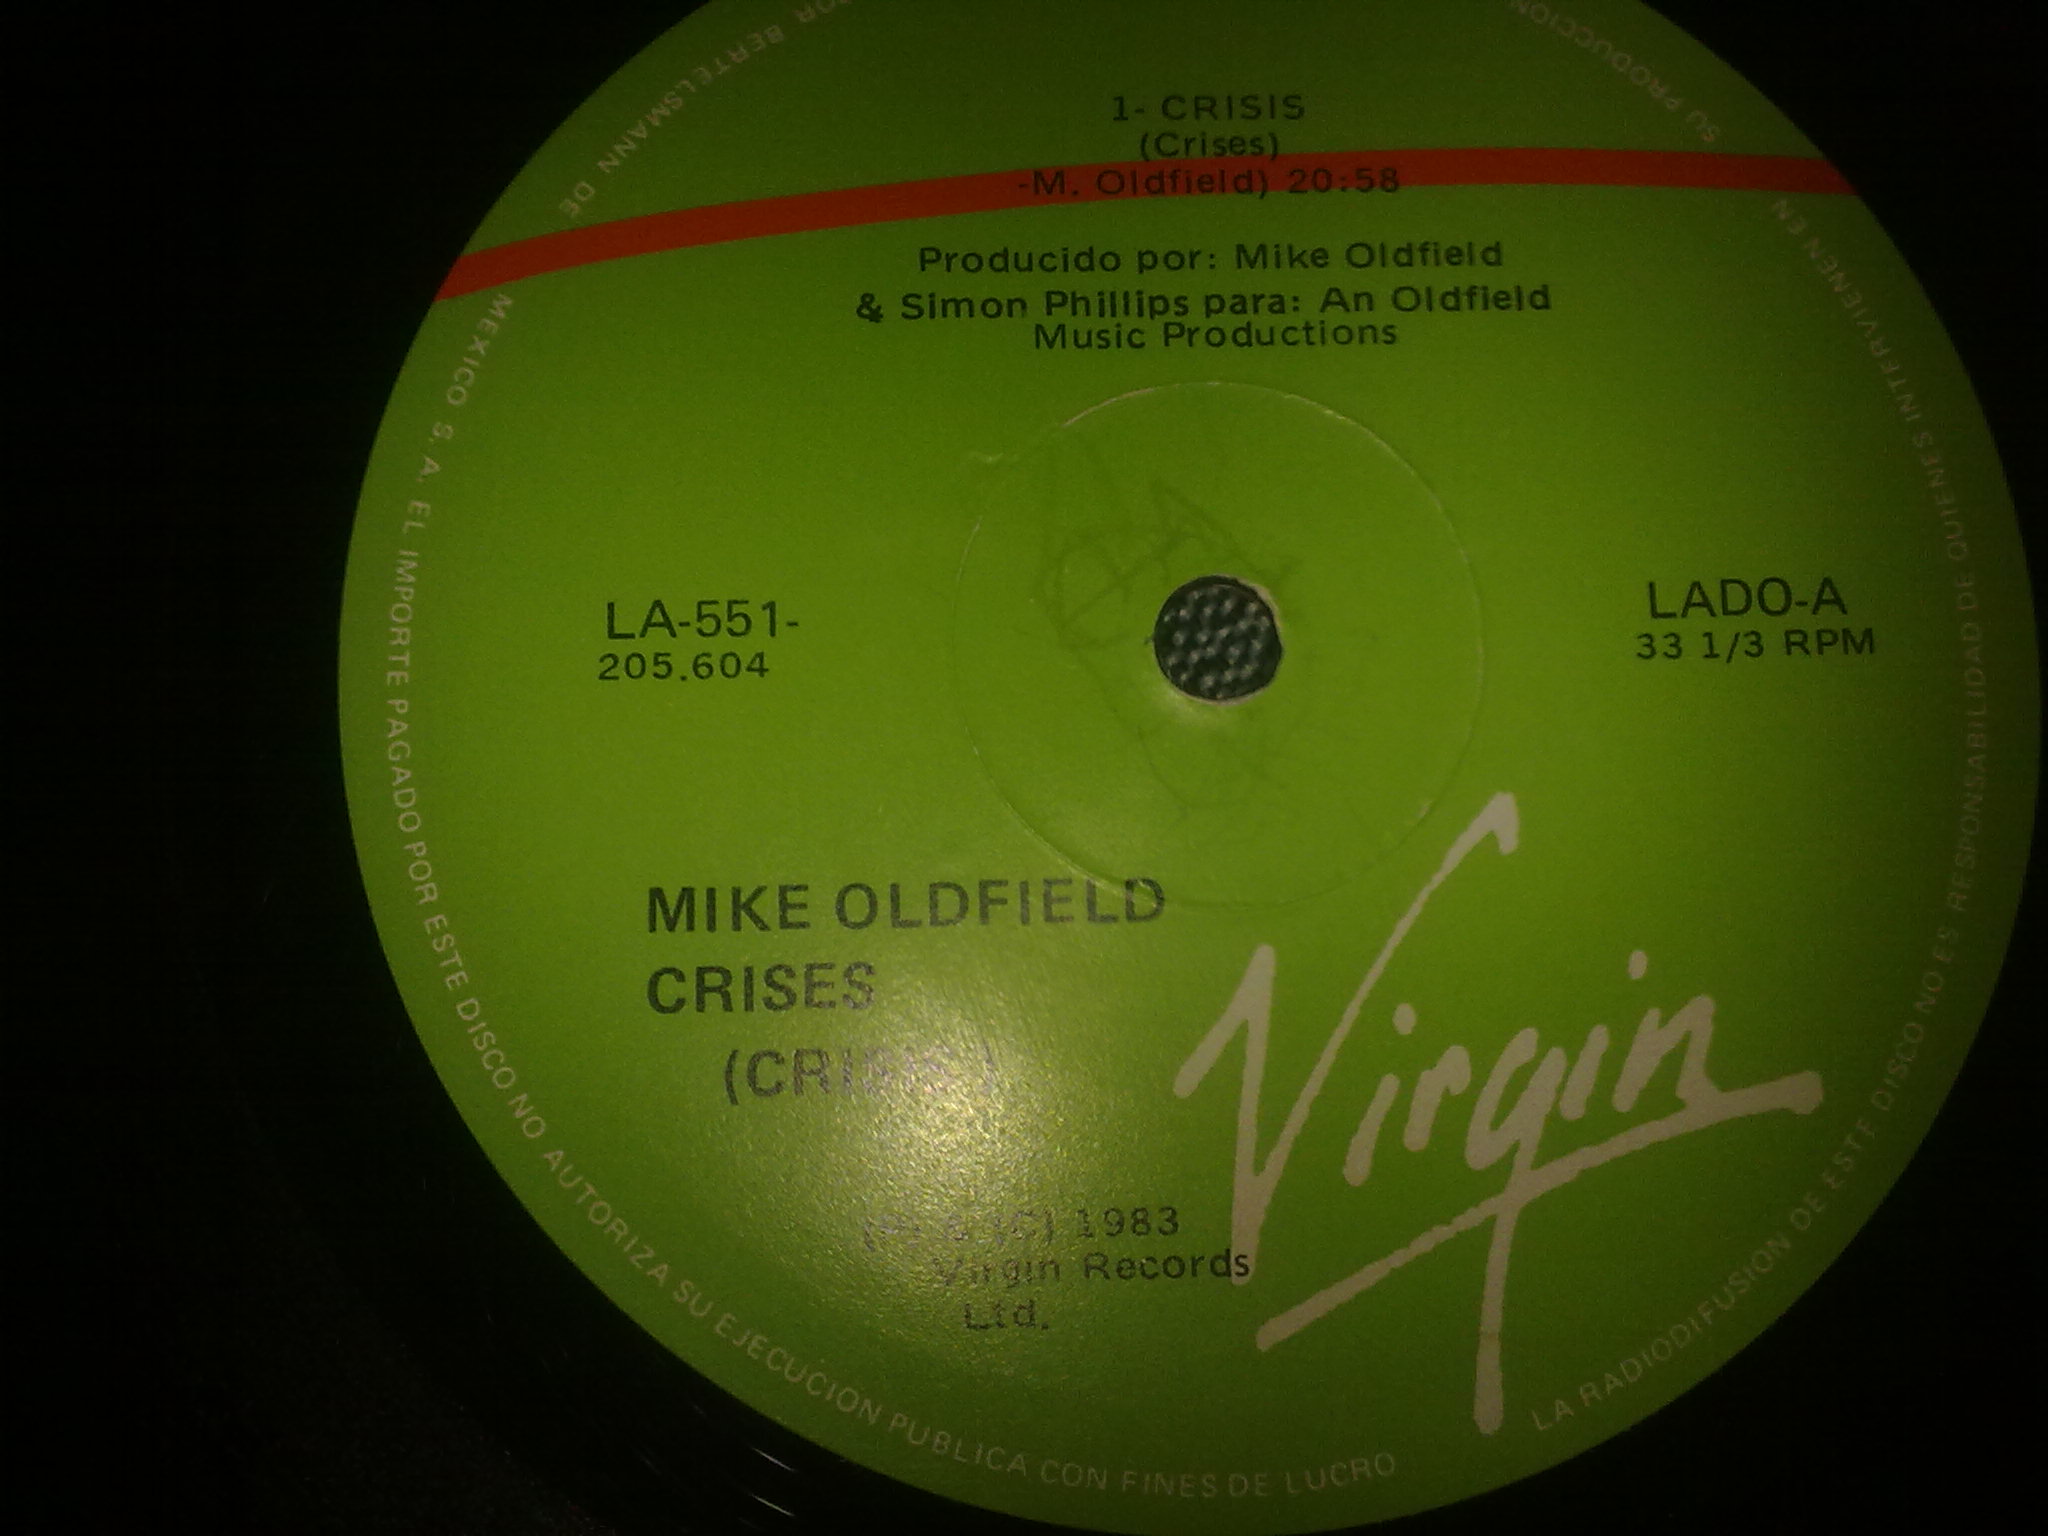 1- CRISIS
(Crises)
-M. Oldfield) 20:58
Producido por: Mike Oldfield
& Simon Phillips para: An Oldfield
Music Productions
LA-551-
205.604
LADO-A
33 1/3 RPM
MIKE OLDFIELD
CRISES
(CRISIS)
Virgin
(P) & (C) 1983
Virgin Records
Ltd.
POR BERTELSMANN DE MEXICO S. A. EL IMPORTE PAGADO POR ESTE DISCO NO AUTORIZA SU EJECUCION PUBLICA CON FINES DE LUCRO
LA RADIODIFUSION DE ESTE DISCO NO ES RESPONSABILIDAD DE QUIENES INTERVIENEN EN SU PRODUCCION